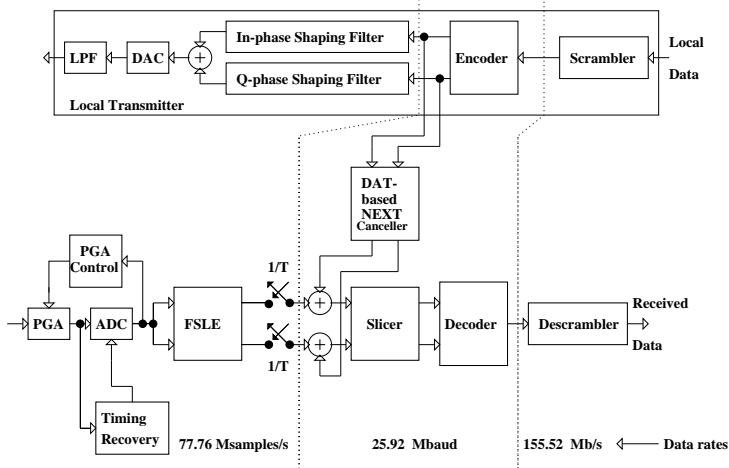 In-phase Shaping Filter
LPF
DAC
+
Encoder
Scrambler
Local
Data
Q-phase Shaping Filter
Local Transmitter
DAT-
based
NEXT
Canceller
PGA
Control
1/T
Received
PGA
ADC
FSLE
+
Slicer
Decoder
Descrambler
+
Data
1/T
Timing
Recovery
77.76 Msamples/s
25.92 Mbaud
155.52 Mb/s
Data rates